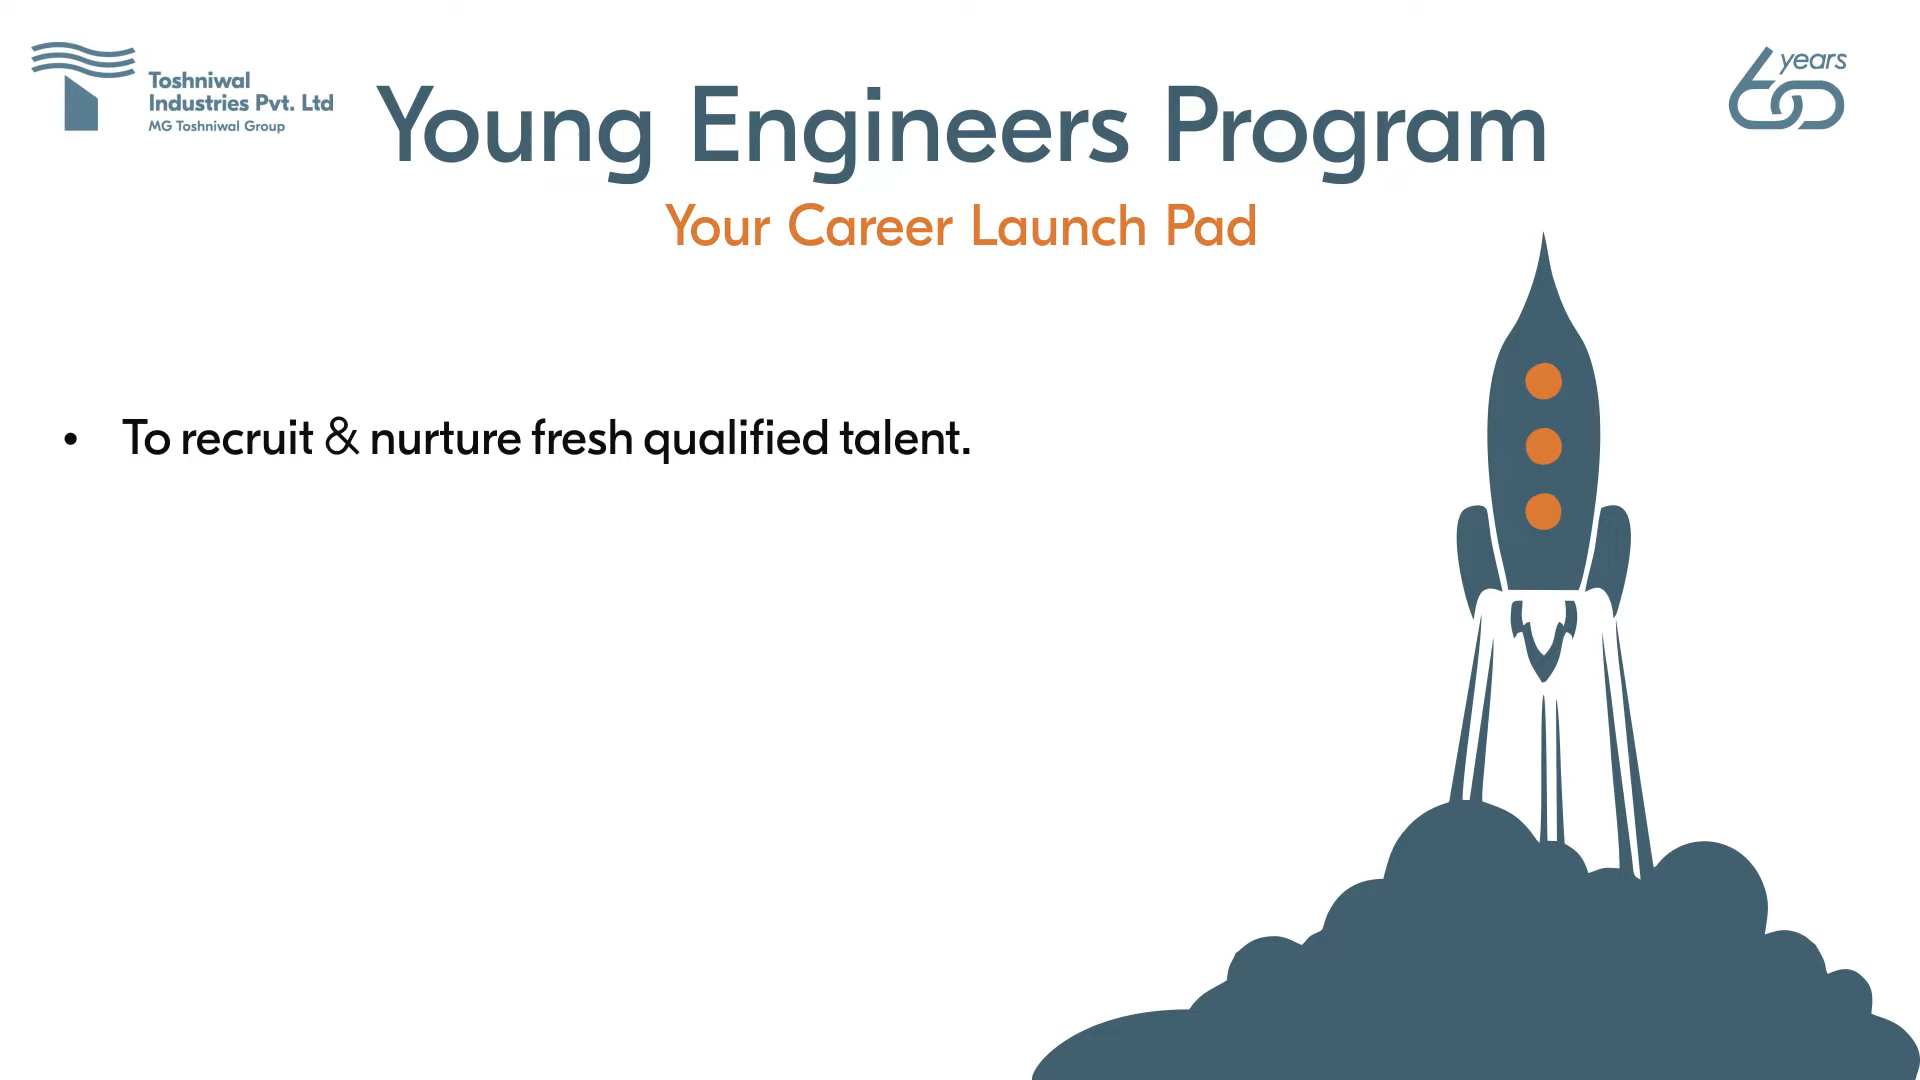 Toshniwal
Industries Pvt. Ltd
MG Toshniwal Group
60 years
Young Engineers Program
Your Career Launch Pad
• To recruit & nurture fresh qualified talent.